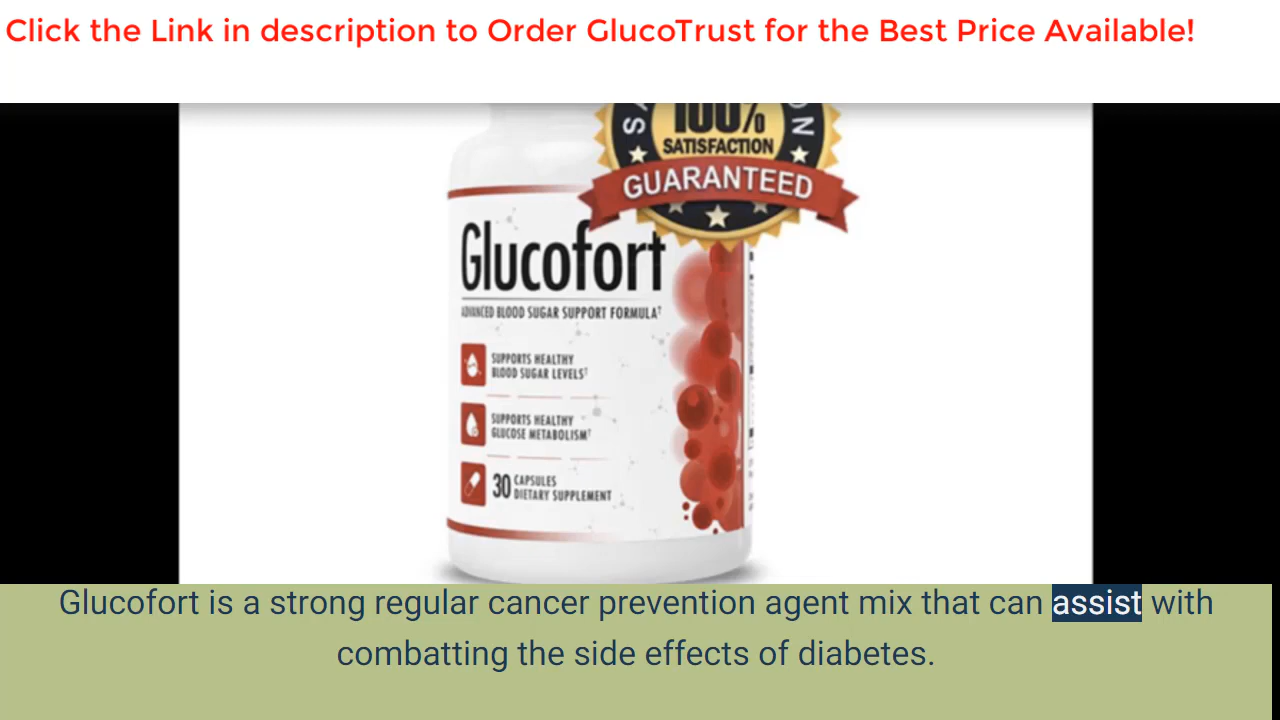 Click the Link in description to Order GlucoTrust for the Best Price Available!
100%
SATISFACTION
GUARANTEED
Glucofort
ADVANCED BLOOD SUGAR SUPPORT FORMULA†
SUPPORTS HEALTHY
BLOOD SUGAR LEVELS†
SUPPORTS HEALTHY
GLUCOSE METABOLISM†
30 CAPSULES
DIETARY SUPPLEMENT
Glucofort is a strong regular cancer prevention agent mix that can assist with
combatting the side effects of diabetes.